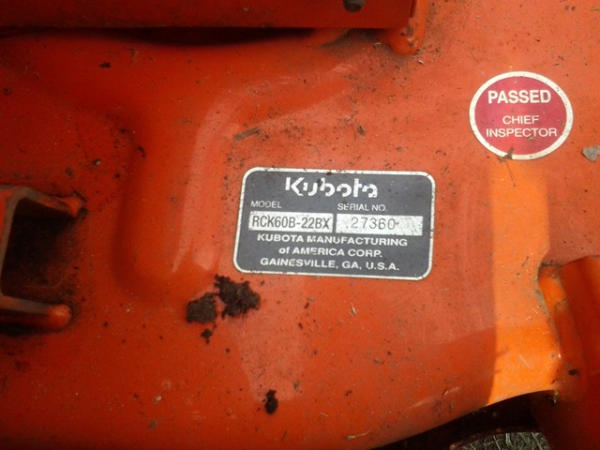 PASSED
CHIEF
INSPECTOR
Kubota
MODEL SERIAL NO.
RCK60B-22BX 27360
KUBOTA MANUFACTURING
of AMERICA CORP.
GAINESVILLE, GA, U.S.A.